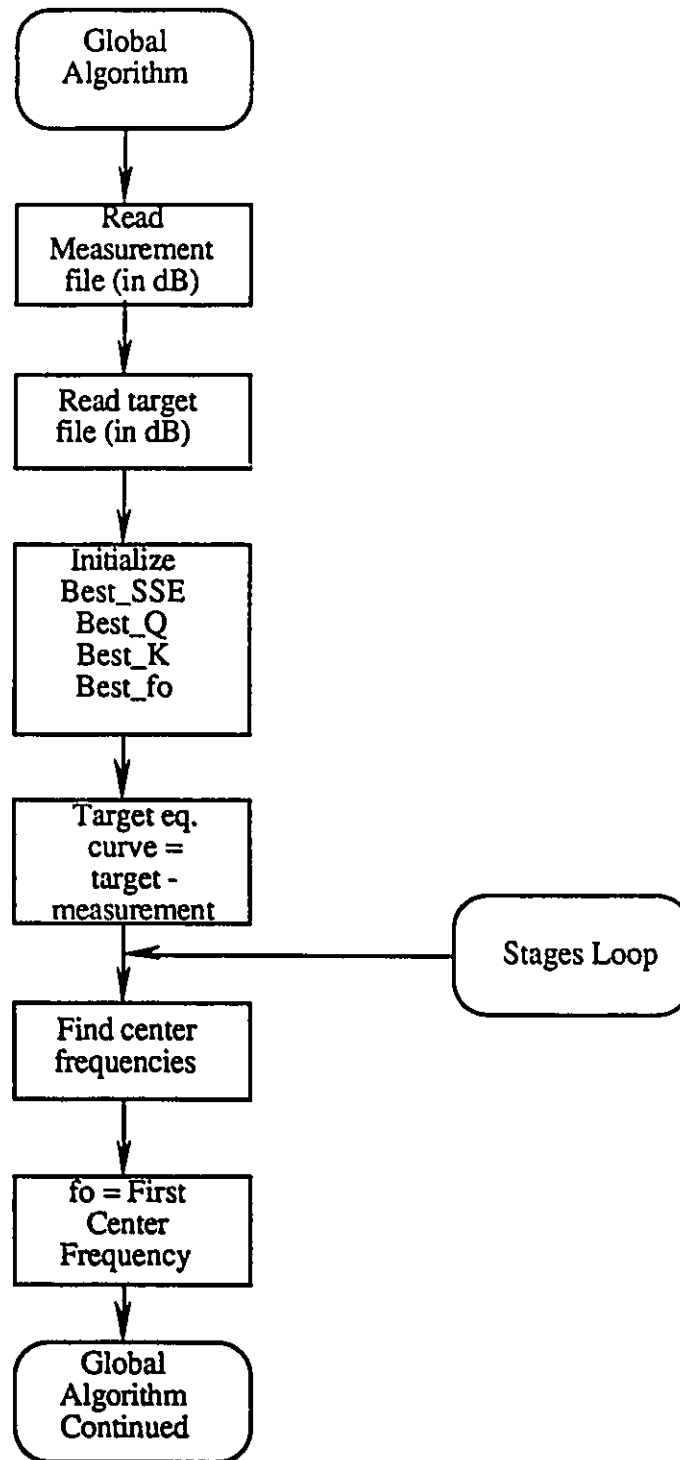 Global
Algorithm
Read
Measurement
file (in dB)
Read target
file (in dB)
Initialize
Best_SSE
Best_Q
Best_K
Best_fo
Target eq.
curve =
target -
measurement
Stages Loop
Find center
frequencies
fo = First
Center
Frequency
Global
Algorithm
Continued